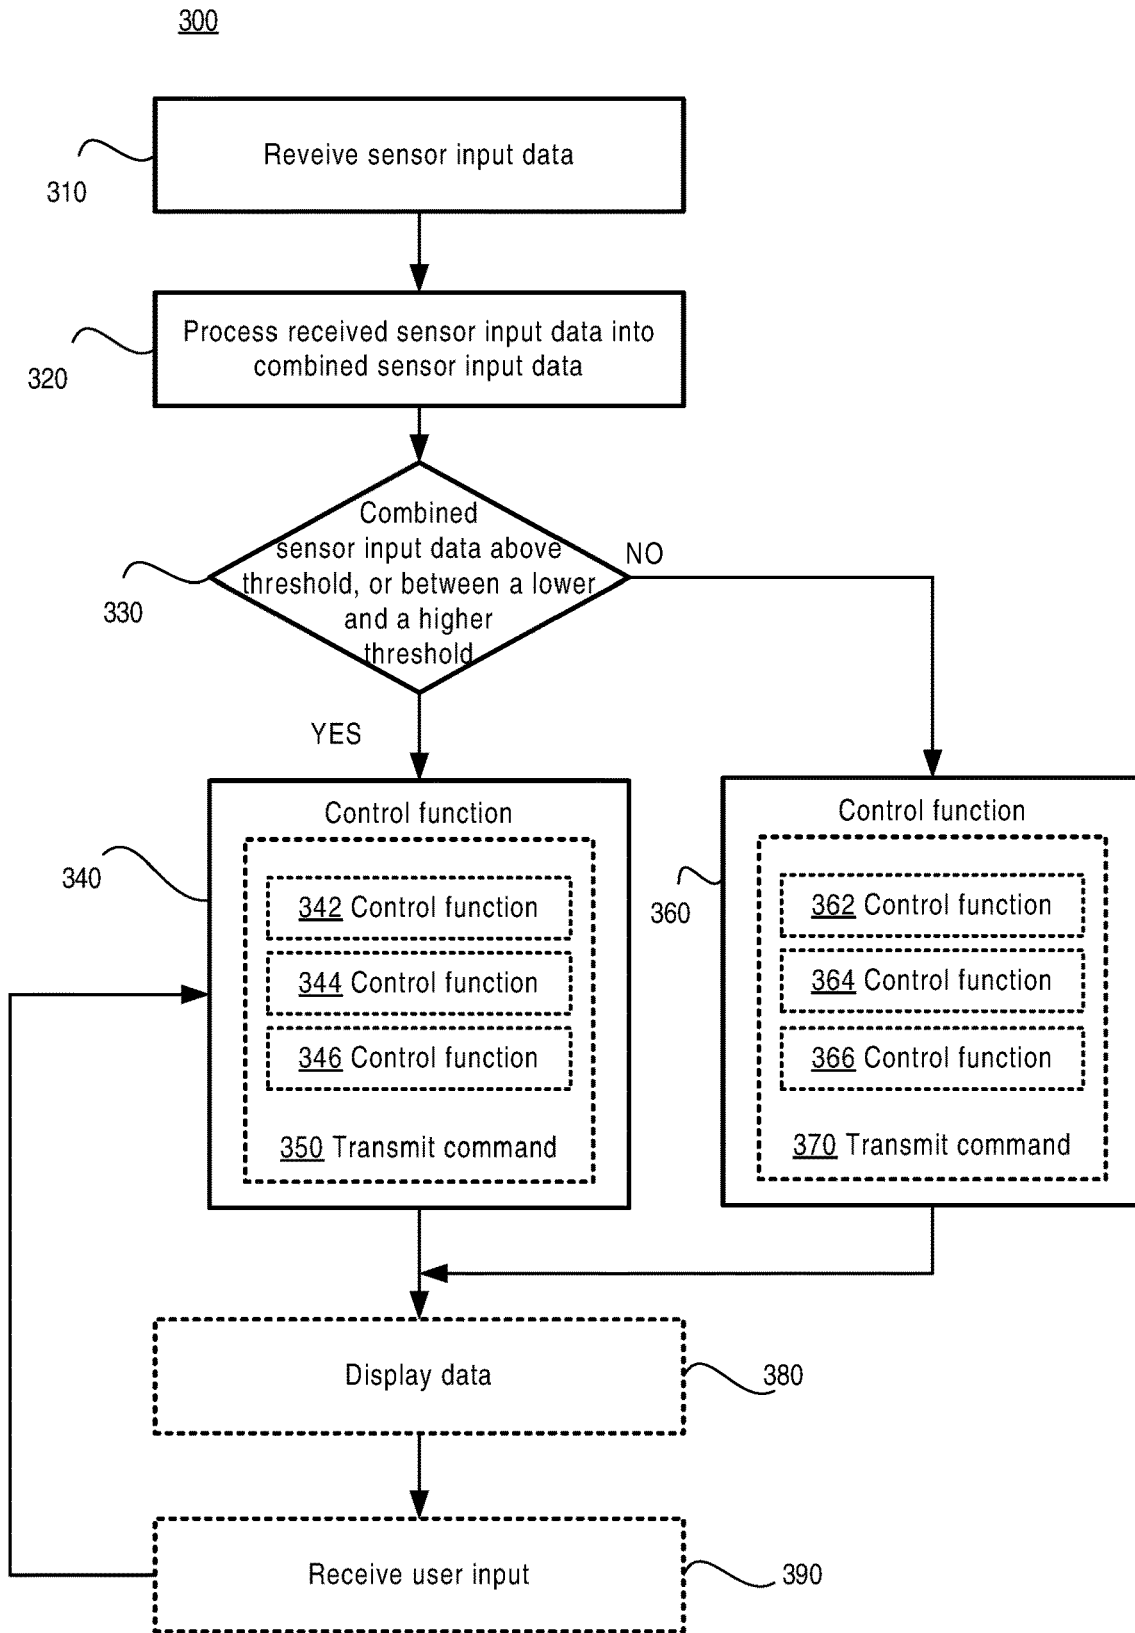 300
Reveive sensor input data
310
Process received sensor input data into
combined sensor input data
320
Combined
sensor input data above
threshold, or between a lower
and a higher
threshold
330
NO
YES
Control function
342 Control function
344 Control function
346 Control function
350 Transmit command
340
Control function
362 Control function
364 Control function
366 Control function
370 Transmit command
360
Display data
380
Receive user input
390